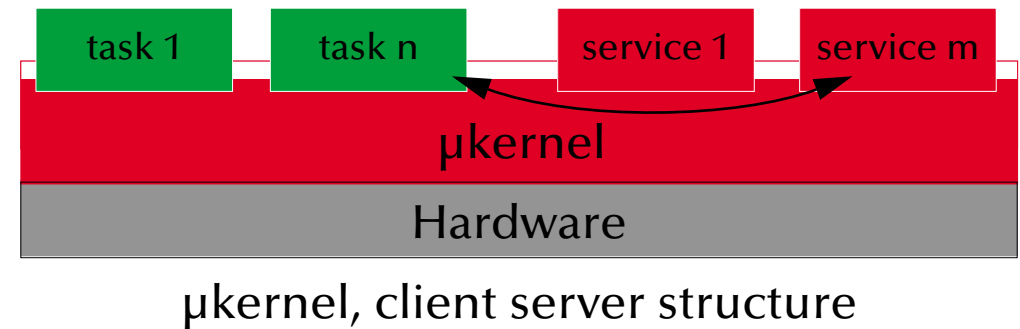 task 1
task n
service 1
service m
µkernel
Hardware
µkernel, client server structure